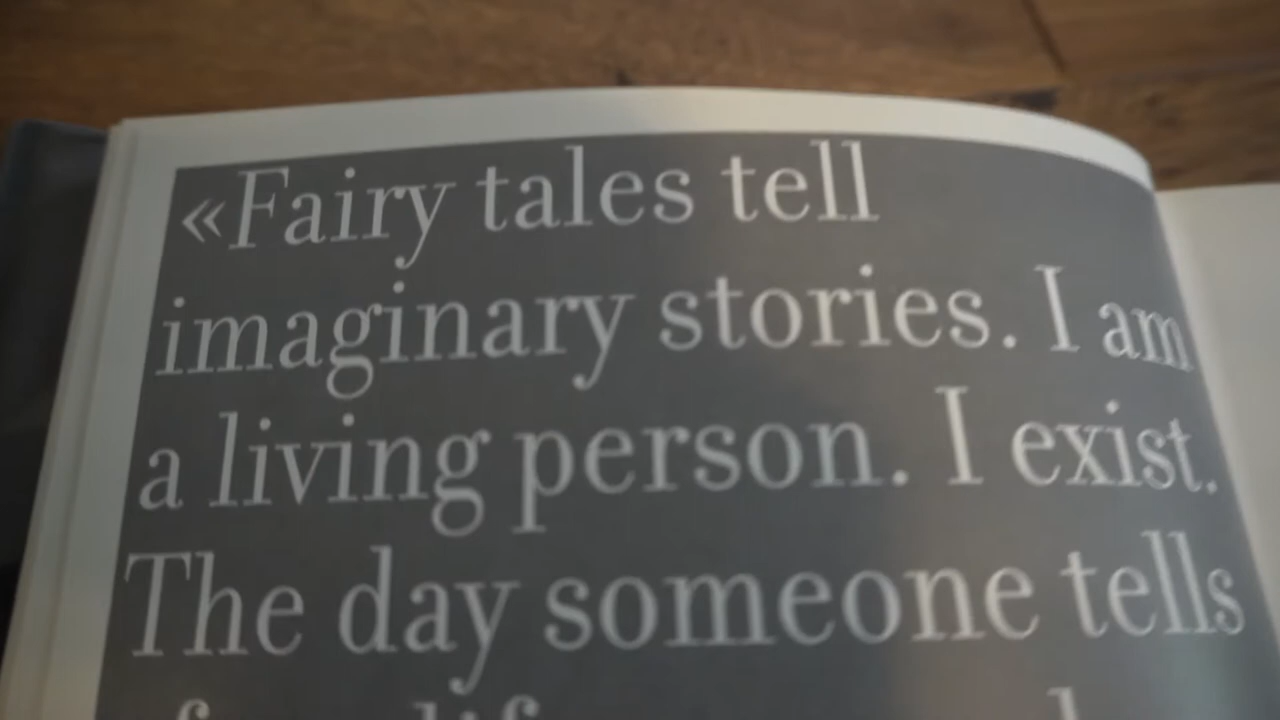 «Fairy tales tell
imaginary stories. I am
a living person. I exist.
The day someone tells